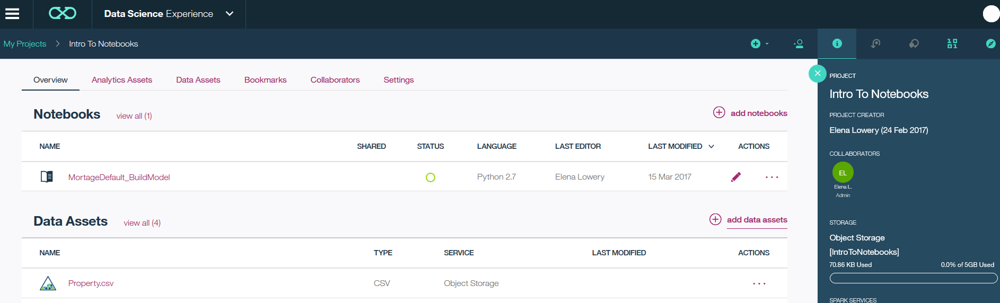 Data Science Experience
My Projects > Intro To Notebooks
Overview Analytics Assets Data Assets Bookmarks Collaborators Settings
Notebooks view all (1) add notebooks
NAME SHARED STATUS LANGUAGE LAST EDITOR LAST MODIFIED ACTIONS
MortageDefault_BuildModel Python 2.7 Elena Lowery 15 Mar 2017
Data Assets view all (4) add data assets
NAME TYPE SERVICE LAST MODIFIED ACTIONS
Property.csv CSV Object Storage
PROJECT
Intro To Notebooks
PROJECT CREATOR
Elena Lowery (24 Feb 2017)
COLLABORATORS
EL
Elena L.
Admin
STORAGE
Object Storage
[IntroToNotebooks]
70.86 KB Used 0.0% of 5GB Used
SPARK SERVICES